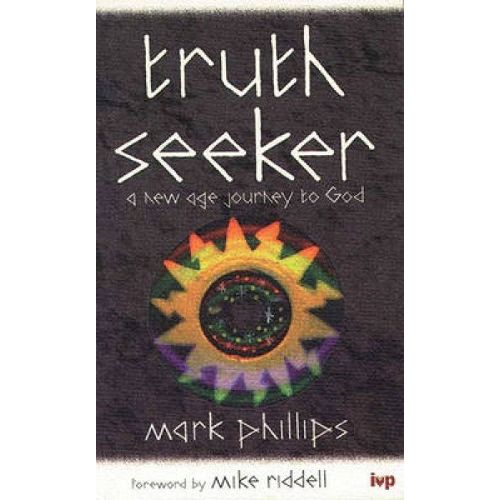 truth
seeker
a new age journey to God
mark phillips
foreword by mike riddell
ivp